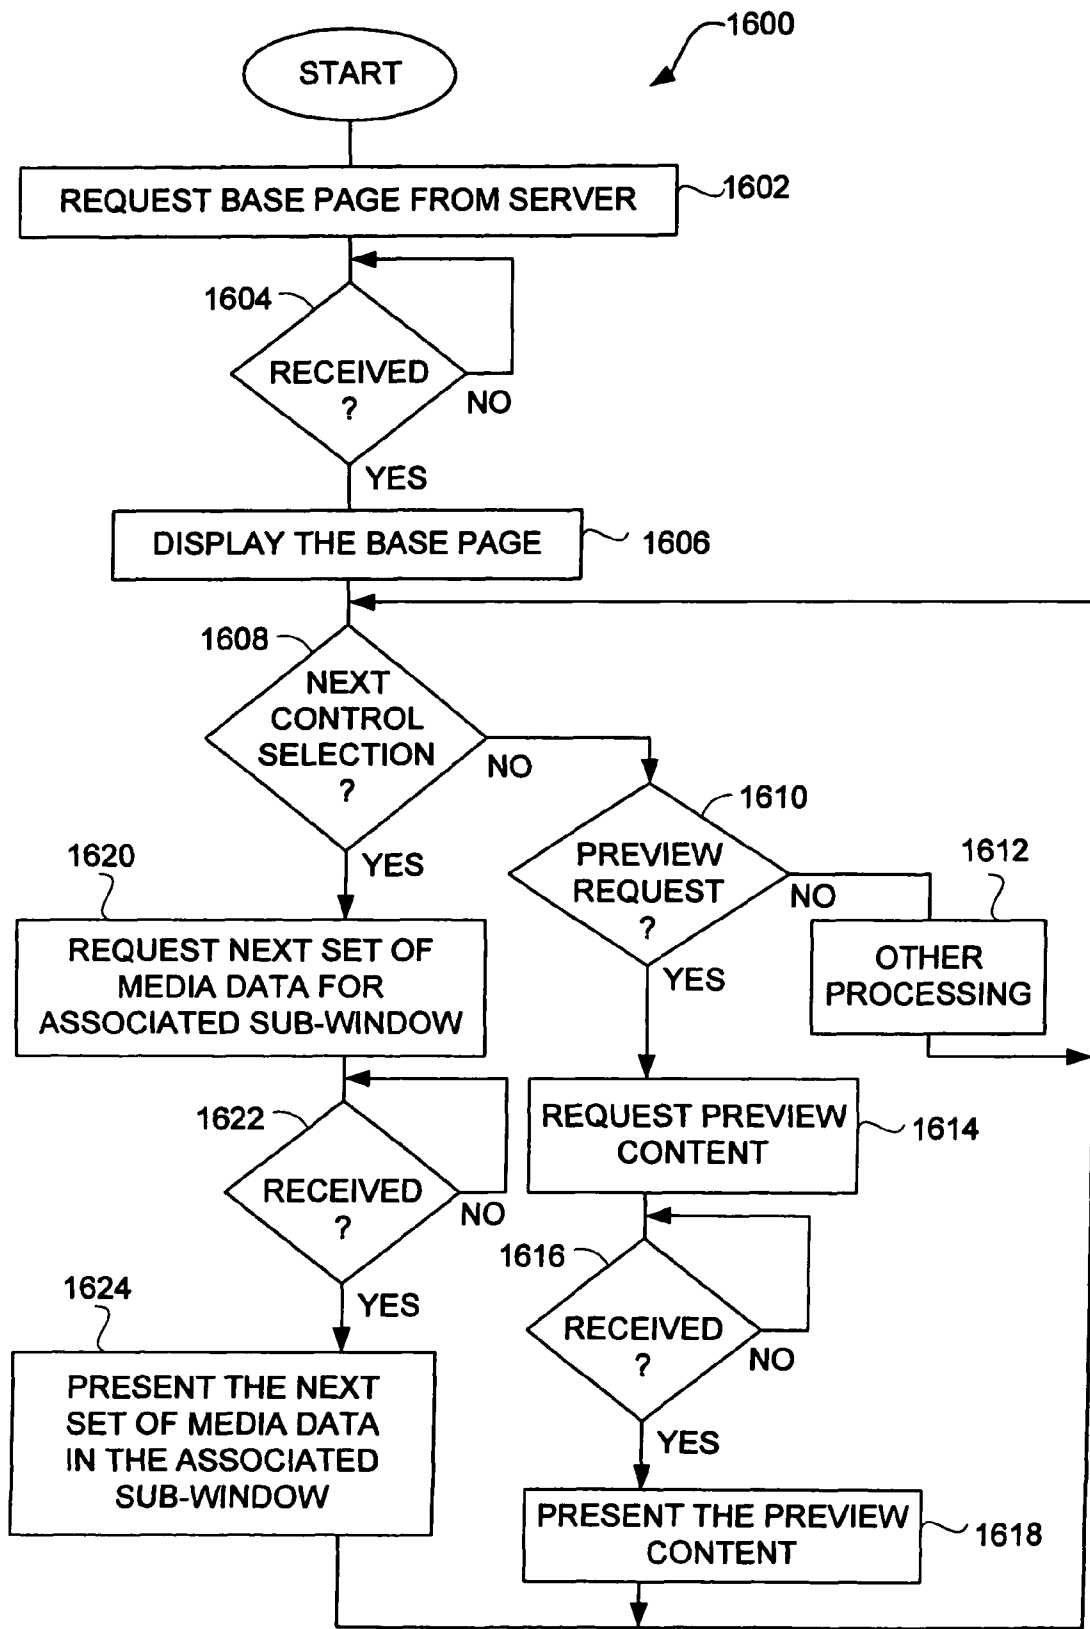 1600
START
REQUEST BASE PAGE FROM SERVER
1602
1604
RECEIVED
?
NO
YES
DISPLAY THE BASE PAGE
1606
1608
NEXT
CONTROL
SELECTION
?
NO
YES
1610
PREVIEW
REQUEST
?
NO
YES
1612
OTHER
PROCESSING
1620
REQUEST NEXT SET OF
MEDIA DATA FOR
ASSOCIATED SUB-WINDOW
1622
RECEIVED
?
NO
YES
REQUEST PREVIEW
CONTENT
1614
1616
RECEIVED
?
NO
YES
1624
PRESENT THE NEXT
SET OF MEDIA DATA
IN THE ASSOCIATED
SUB-WINDOW
PRESENT THE PREVIEW
CONTENT
1618